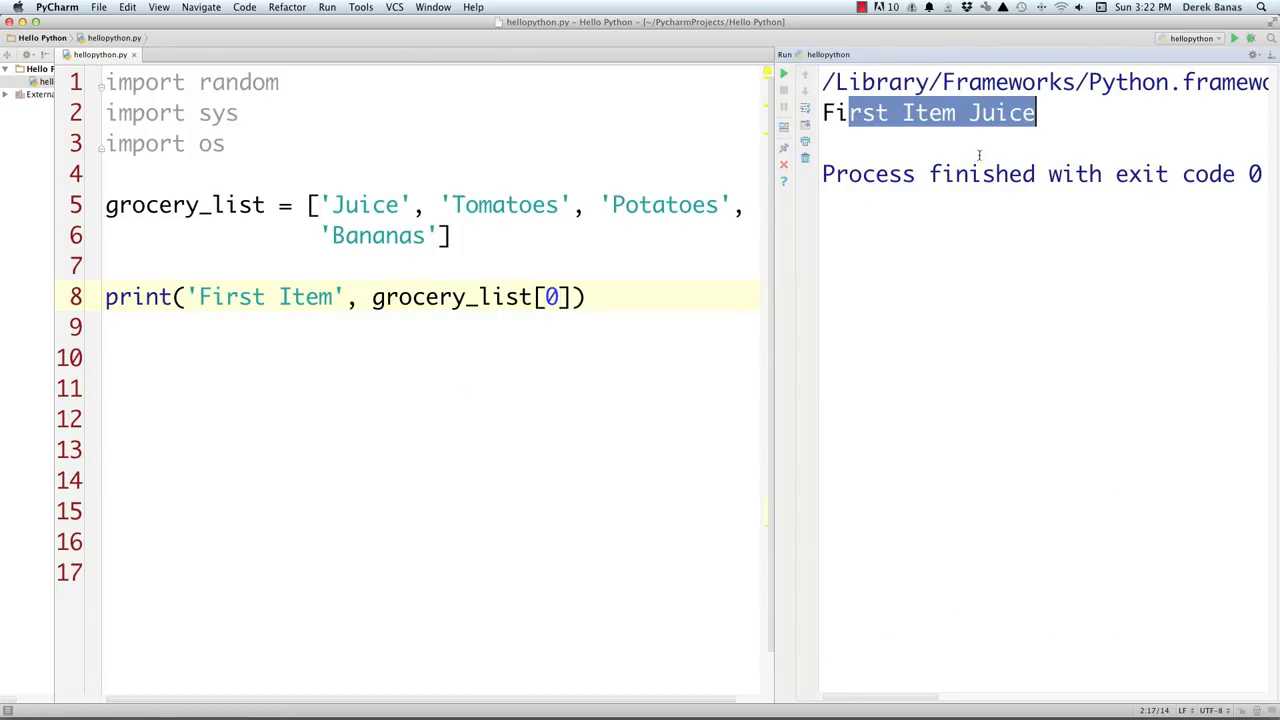 PyCharm File Edit View Navigate Code Refactor Run Tools VCS Window Help 10 Sun 3:22 PM Derek Banas
hellopython.py - Hello Python - [~/PycharmProjects/Hello Python]
Hello Python hellopython.py hellopython
hellopython.py Run hellopython
Hello P
hell
Externa
1 import random
2 import sys
3 import os
4
5 grocery_list = ['Juice', 'Tomatoes', 'Potatoes',
6 'Bananas']
7
8 print('First Item', grocery_list[0])
9
10
11
12
13
14
15
16
17
/Library/Frameworks/Python.framewo
First Item Juice
Process finished with exit code 0
2:17/14 LF UTF-8